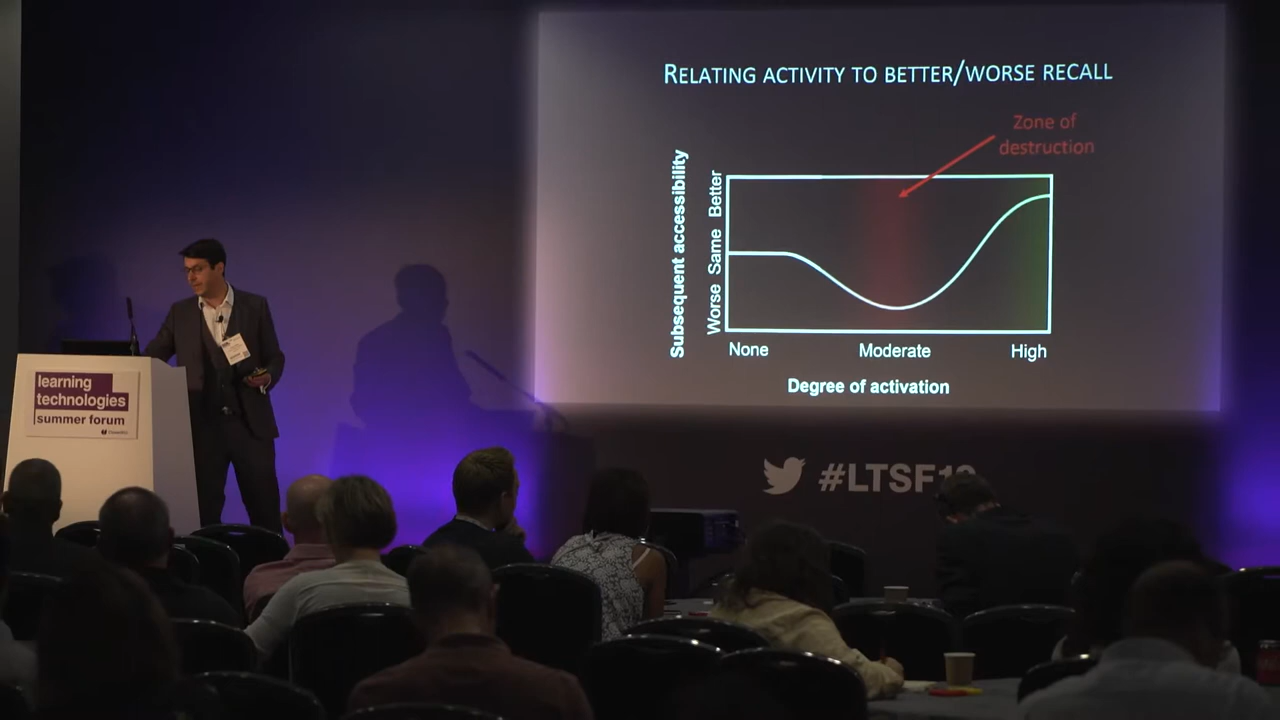 RELATING ACTIVITY TO BETTER/WORSE RECALL
Zone of
destruction
Subsequent accessibility
Better
Same
Worse
None
Moderate
High
Degree of activation
learning
technologies
summer forum